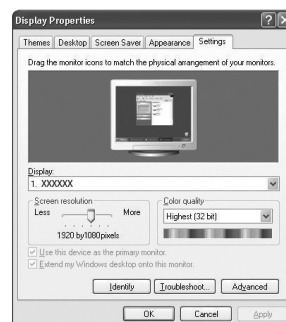 Display Properties
Themes Desktop Screen Saver Appearance Settings
Drag the monitor icons to match the physical arrangement of your monitors.
Display:
1. XXXXXX
Screen resolution
Less More
1920 by1080pixels
Color quality
Highest (32 bit)
Use this device as the primary monitor.
Extend my Windows desktop onto this monitor.
Identify Troubleshoot... Advanced
OK Cancel Apply